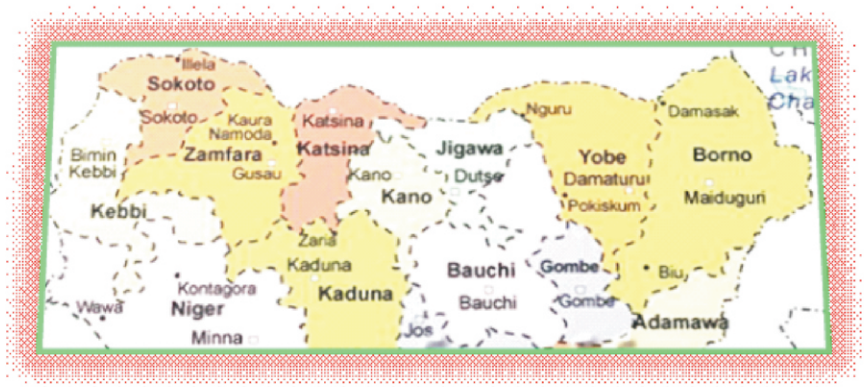 C H
Lak
Cha
Illela
Sokoto
Sokoto
Kaura
Namoda
Zamfara
Gusau
Bimin
Kebbi
Kebbi
Katsina
Katsina
Kano
Kano
Jigawa
Dutse
Nguru
Yobe
Damaturu
Pokiskum
Damasak
Borno
Maiduguri
Biu
Zaria
Kaduna
Kaduna
Kontagora
Niger
Wawa
Minna
Bauchi
Bauchi
Gombe
Gombe
Jos
Adamawa